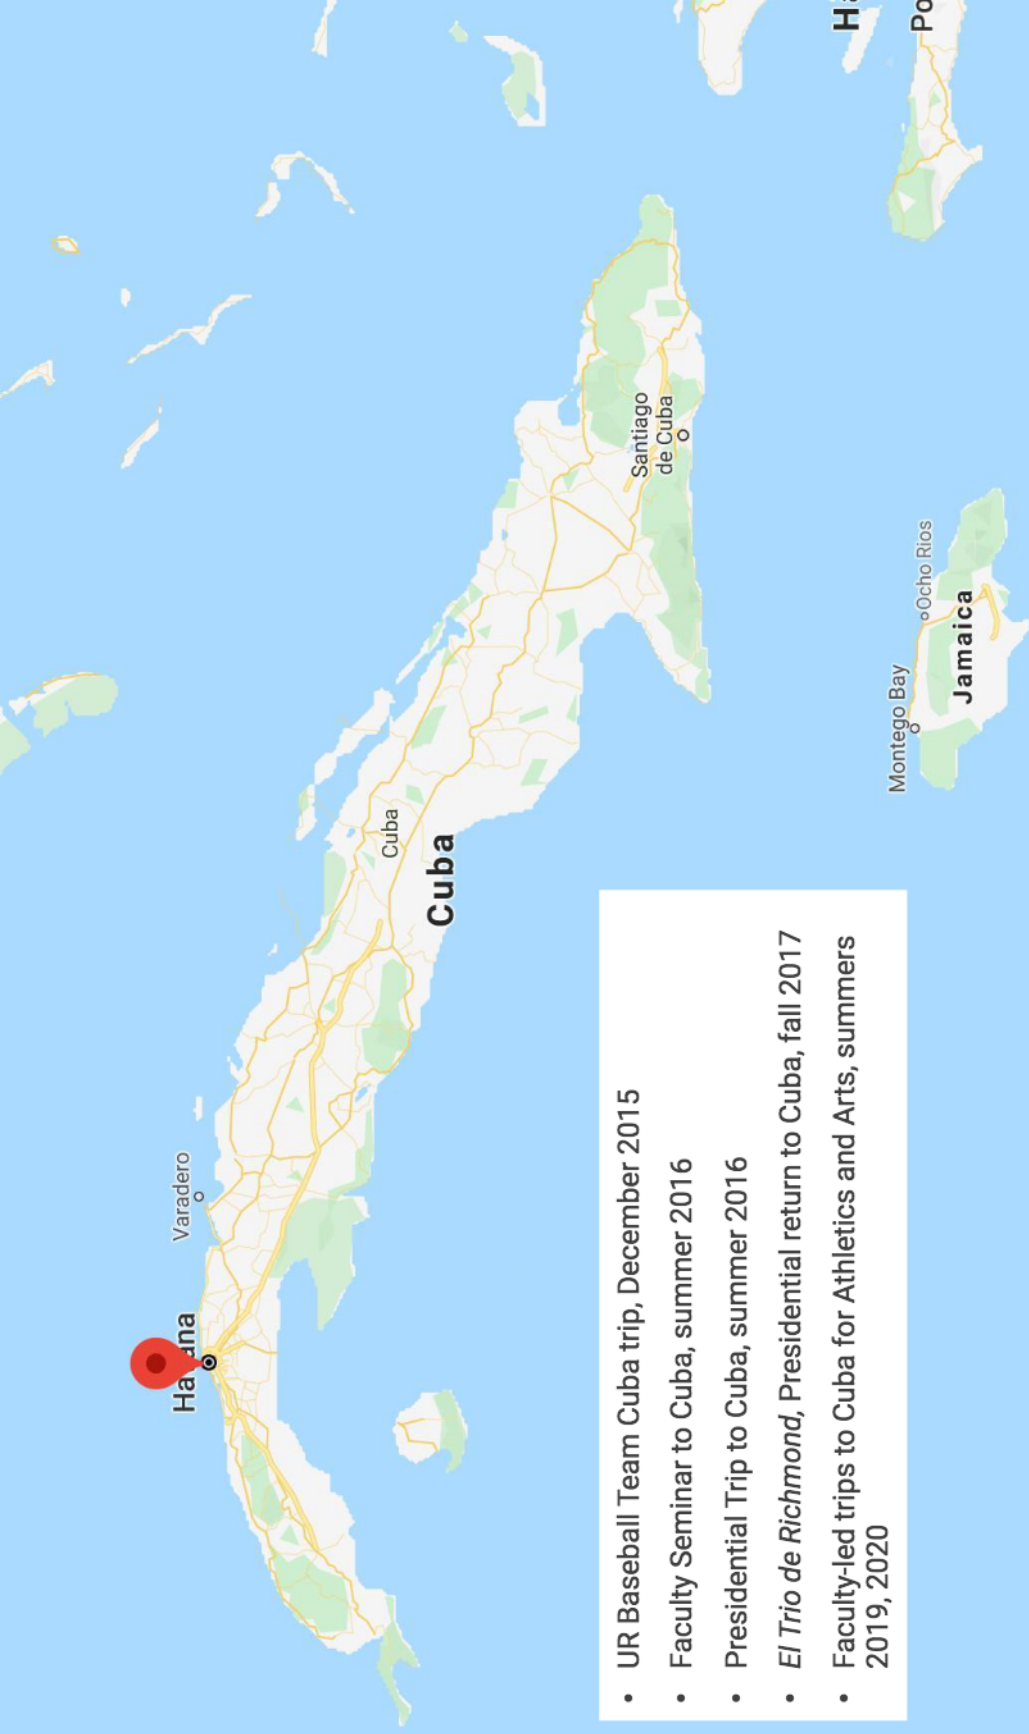 Havana
Varadero
Cuba
Cuba
Santiago
de Cuba
Montego Bay
Ocho Rios
Jamaica
• UR Baseball Team Cuba trip, December 2015
• Faculty Seminar to Cuba, summer 2016
• Presidential Trip to Cuba, summer 2016
• El Trio de Richmond, Presidential return to Cuba, fall 2017
• Faculty-led trips to Cuba for Athletics and Arts, summers
2019, 2020